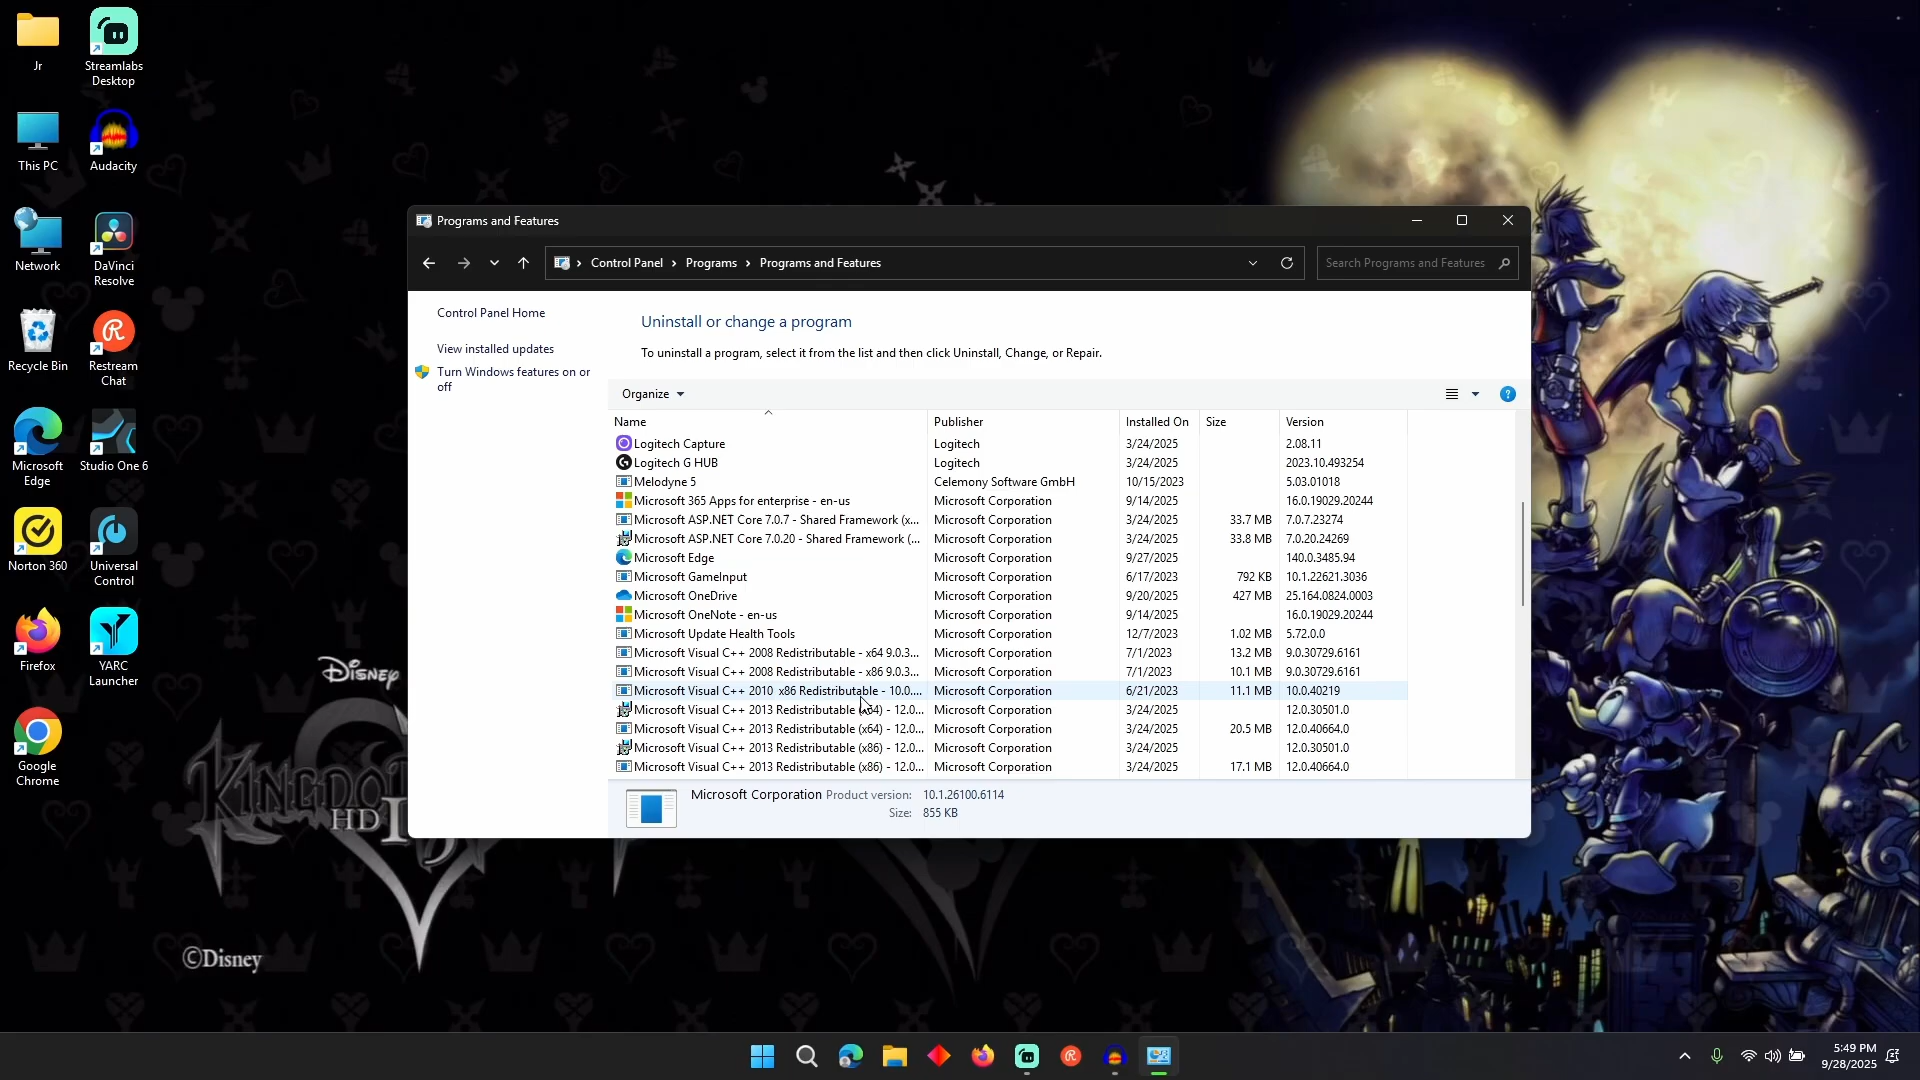 Jr
Streamlabs
Desktop
This PC
Audacity
Network
DaVinci
Resolve
Recycle Bin
Restream
Chat
Microsoft
Edge
Studio One 6
Norton 360
Universal
Control
Firefox
YARC
Launcher
Google
Chrome
Disney
KINGDOM
HD I
©Disney
Programs and Features
Control Panel > Programs > Programs and Features
Search Programs and Features
Control Panel Home
View installed updates
Turn Windows features on or
off
Uninstall or change a program
To uninstall a program, select it from the list and then click Uninstall, Change, or Repair.
Organize
Name Publisher Installed On Size Version
Logitech Capture Logitech 3/24/2025 2.08.11
Logitech G HUB Logitech 3/24/2025 2023.10.493254
Melodyne 5 Celemony Software GmbH 10/15/2023 5.03.01018
Microsoft 365 Apps for enterprise - en-us Microsoft Corporation 9/14/2025 16.0.19029.20244
Microsoft ASP.NET Core 7.0.7 - Shared Framework (x... Microsoft Corporation 3/24/2025 33.7 MB 7.0.7.23274
Microsoft ASP.NET Core 7.0.20 - Shared Framework (... Microsoft Corporation 3/24/2025 33.8 MB 7.0.20.24269
Microsoft Edge Microsoft Corporation 9/27/2025 140.0.3485.94
Microsoft GameInput Microsoft Corporation 6/17/2023 792 KB 10.1.22621.3036
Microsoft OneDrive Microsoft Corporation 9/20/2025 427 MB 25.164.0824.0003
Microsoft OneNote - en-us Microsoft Corporation 9/14/2025 16.0.19029.20244
Microsoft Update Health Tools Microsoft Corporation 12/7/2023 1.02 MB 5.72.0.0
Microsoft Visual C++ 2008 Redistributable - x64 9.0.3... Microsoft Corporation 7/1/2023 13.2 MB 9.0.30729.6161
Microsoft Visual C++ 2008 Redistributable - x86 9.0.3... Microsoft Corporation 7/1/2023 10.1 MB 9.0.30729.6161
Microsoft Visual C++ 2010 x86 Redistributable - 10.0.... Microsoft Corporation 6/21/2023 11.1 MB 10.0.40219
Microsoft Visual C++ 2013 Redistributable (x64) - 12.0... Microsoft Corporation 3/24/2025 12.0.30501.0
Microsoft Visual C++ 2013 Redistributable (x64) - 12.0... Microsoft Corporation 3/24/2025 20.5 MB 12.0.40664.0
Microsoft Visual C++ 2013 Redistributable (x86) - 12.0... Microsoft Corporation 3/24/2025 12.0.30501.0
Microsoft Visual C++ 2013 Redistributable (x86) - 12.0... Microsoft Corporation 3/24/2025 17.1 MB 12.0.40664.0
Microsoft Corporation Product version: 10.1.26100.6114
Size: 855 KB
5:49 PM
9/28/2025